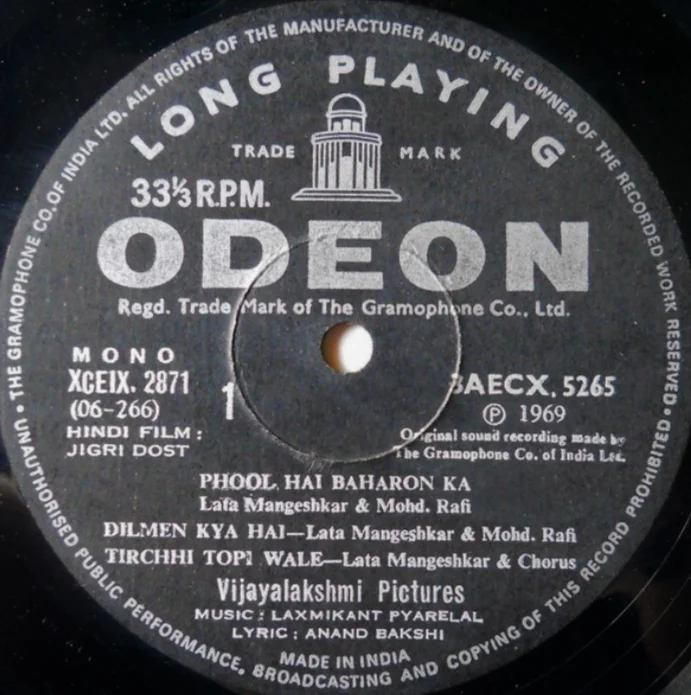 UNAUTHORISED PUBLIC PERFORMANCE, BROADCASTING AND COPYING OF THIS RECORD PROHIBITED • THE GRAMOPHONE CO. OF INDIA LTD. ALL RIGHTS OF THE MANUFACTURER AND OF THE OWNER OF THE RECORDED WORK RESERVED •
LONG PLAYING
TRADE MARK
33⅓ R.P.M.
ODEON
Regd. Trade Mark of The Gramophone Co., Ltd.
MONO
XCEIX. 2871
(06-266)
HINDI FILM :
JIGRI DOST
1
3AECX. 5265
Ⓟ 1969
Original sound recording made by
The Gramophone Co. of India Ltd.
PHOOL HAI BAHARON KA
Lata Mangeshkar & Mohd. Rafi
DILMEN KYA HAI—Lata Mangeshkar & Mohd. Rafi
TIRCHHI TOPI WALE—Lata Mangeshkar & Chorus
Vijayalakshmi Pictures
MUSIC : LAXMIKANT PYARELAL
LYRIC : ANAND BAKSHI
MADE IN INDIA